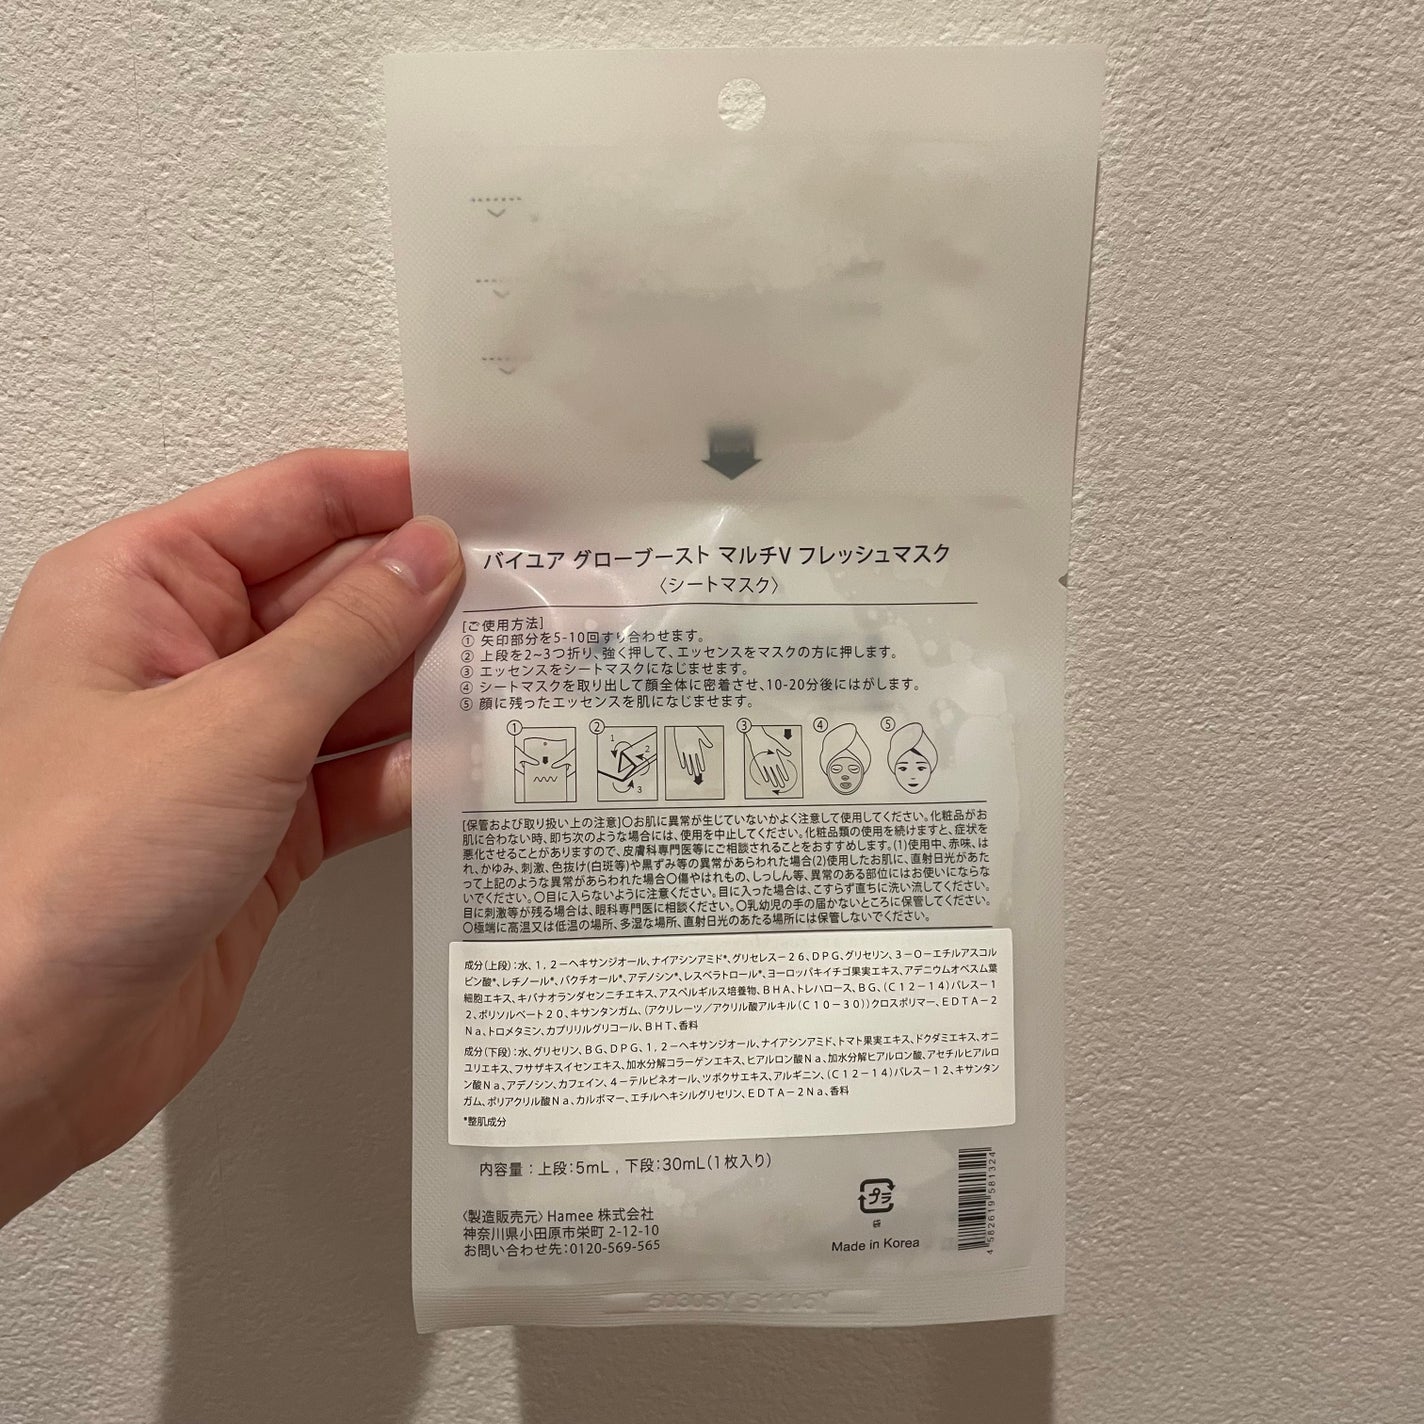 バイユア グローブースト マルチV フレッシュマスク
〈シートマスク〉
[ご使用方法]
① 矢印部分を5-10回すり合わせます。
② 上段を2~3つ折り、強く押して、エッセンスをマスクの方に押します。
③ エッセンスをシートマスクになじませます。
④ シートマスクを取り出して顔全体に密着させ、10-20分後にはがします。
⑤ 顔に残ったエッセンスを肌になじませます。
① ② 1 2 3 ③ ④ ⑤
[保管および取り扱い上の注意]〇お肌に異常が生じていないかよく注意して使用してください。化粧品がお
肌に合わない時、即ち次のような場合には、使用を中止してください。化粧品類の使用を続けますと、症状を
悪化させることがありますので、皮膚科専門医等にご相談されることをおすすめします。(1)使用中、赤味、は
れ、かゆみ、刺激、色抜け(白斑等)や黒ずみ等の異常があらわれた場合(2)使用したお肌に、直射日光があた
って上記のような異常があらわれた場合〇傷やはれもの、しっしん等、異常のある部位にはお使いにならな
いでください。〇目に入らないように注意ください。目に入った場合は、こすらず直ちに洗い流してください。
目に刺激等が残る場合は、眼科専門医に相談ください。〇乳幼児の手の届かないところに保管してください。
〇極端に高温又は低温の場所、多湿な場所、直射日光のあたる場所には保管しないでください。
成分(上段):水、1,2-ヘキサンジオール、ナイアシンアミド*、グリセレス-26、DPG、グリセリン、3-O-エチルアスコル
ビン酸*、レチノール*、バクチオール*、アデノシン*、レスベラトロール*、ヨーロッパキイチゴ果実エキス、アデニウムオベスム葉
細胞エキス、キバナオランダセンニチエキス、アスペルギルス培養物、BHA、トレハロース、BG、(C12-14)パレス-1
2、ポリソルベート20、キサンタンガム、(アクリレーツ/アクリル酸アルキル(C10-30))クロスポリマー、EDTA-2
Na、トロメタミン、カプリリルグリコール、BHT、香料
成分(下段):水、グリセリン、BG、DPG、1,2-ヘキサンジオール、ナイアシンアミド、トマト果実エキス、ドクダミエキス、オニ
ユリエキス、フサザキスイセンエキス、加水分解コラーゲンエキス、ヒアルロン酸Na、加水分解ヒアルロン酸、アセチルヒアルロ
ン酸Na、アデノシン、カフェイン、4-テルピネオール、ツボクサエキス、アルギニン、(C12-14)パレス-12、キサンタン
ガム、ポリアクリル酸Na、カルボマー、エチルヘキシルグリセリン、EDTA-2Na、香料
*整肌成分
内容量：上段:5mL , 下段:30mL(1枚入り)
〈製造販売元〉Hamee 株式会社
神奈川県小田原市栄町 2-12-10
お問い合わせ先:0120-569-565
プラ
袋
Made in Korea
4 582619 581324